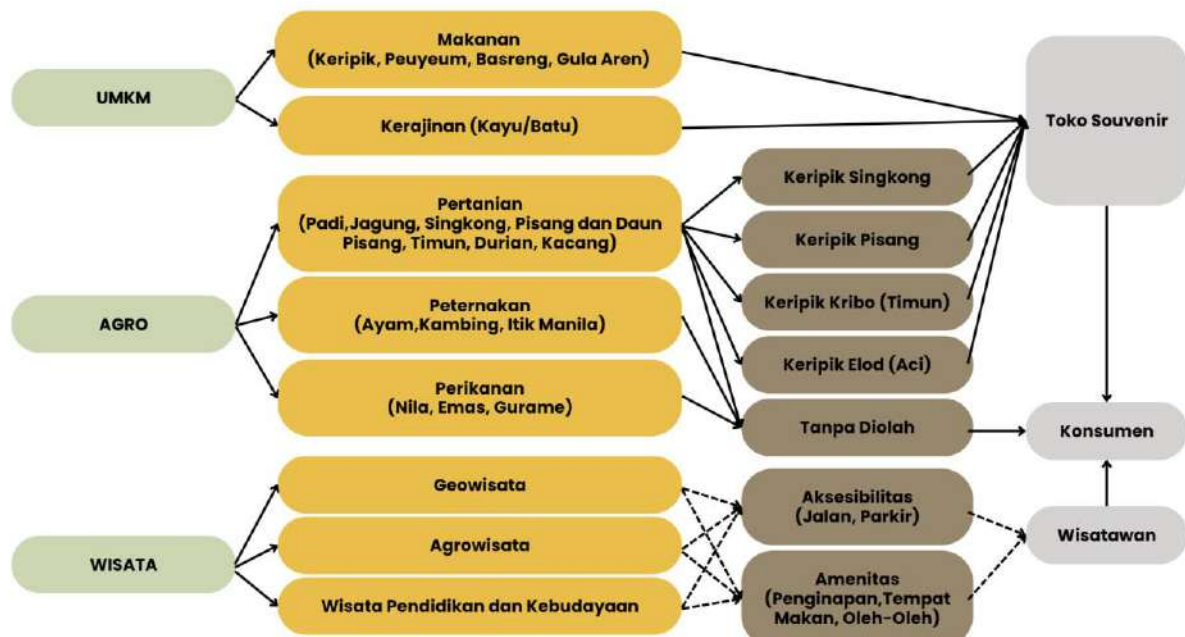 UMKM
Makanan
(Keripik, Peuyeum, Basreng, Gula Aren)
Kerajinan (Kayu/Batu)
Toko Souvenir
AGRO
Pertanian
(Padi,Jagung, Singkong, Pisang dan Daun
Pisang, Timun, Durian, Kacang)
Peternakan
(Ayam,Kambing, Itik Manila)
Perikanan
(Nila, Emas, Gurame)
Keripik Singkong
Keripik Pisang
Keripik Kribo (Timun)
Keripik Elod (Aci)
Tanpa Diolah
Konsumen
WISATA
Geowisata
Agrowisata
Wisata Pendidikan dan Kebudayaan
Aksesibilitas
(Jalan, Parkir)
Amenitas
(Penginapan,Tempat
Makan, Oleh-Oleh)
Wisatawan